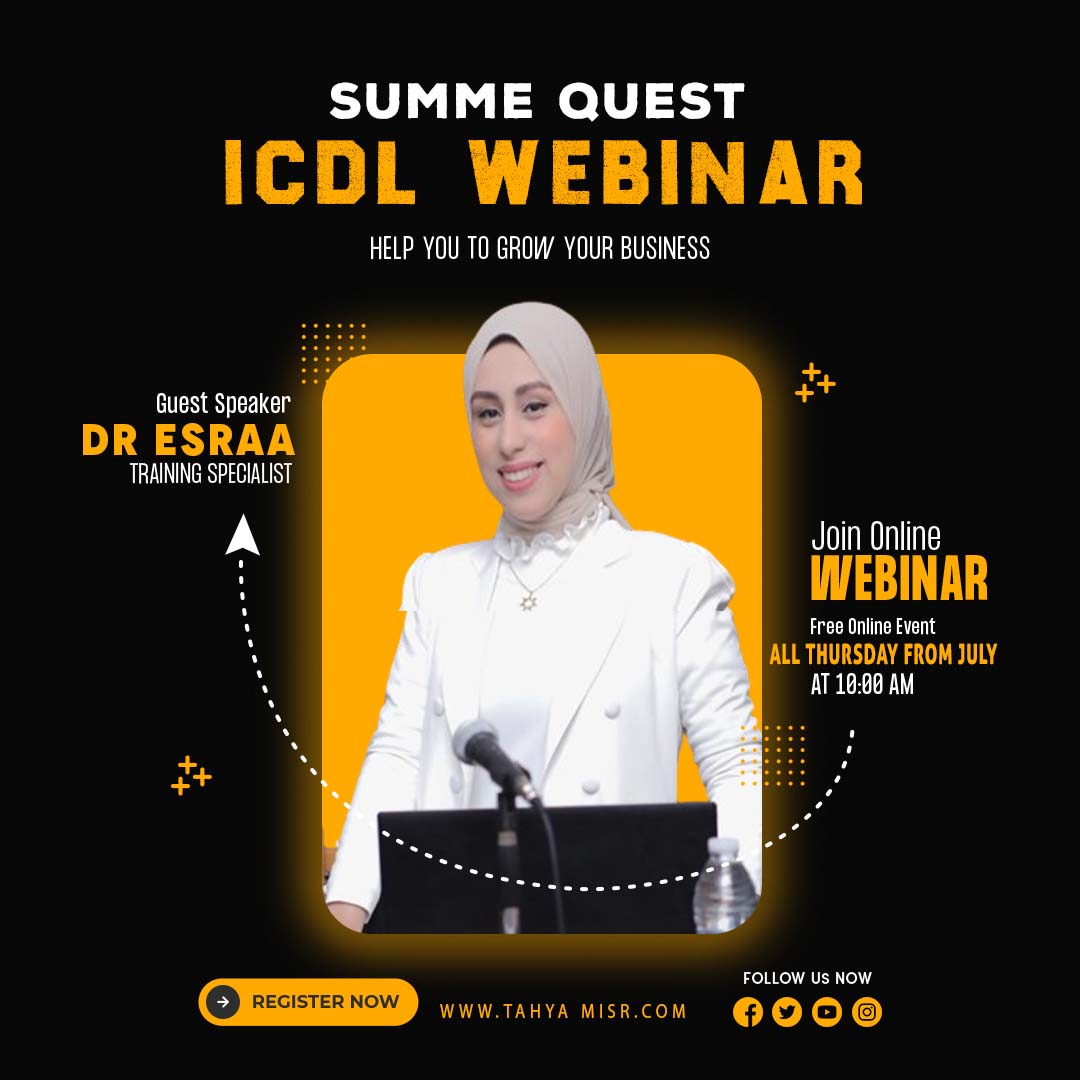 SUMME QUEST
ICDL WEBINAR
HELP YOU TO GROW YOUR BUSINESS
Guest Speaker
DR ESRAA
TRAINING SPECIALIST
Join Online
WEBINAR
Free Online Event
ALL THURSDAY FROM JULY
AT 10:00 AM
REGISTER NOW
WWW.TAHYA MISR.COM
FOLLOW US NOW